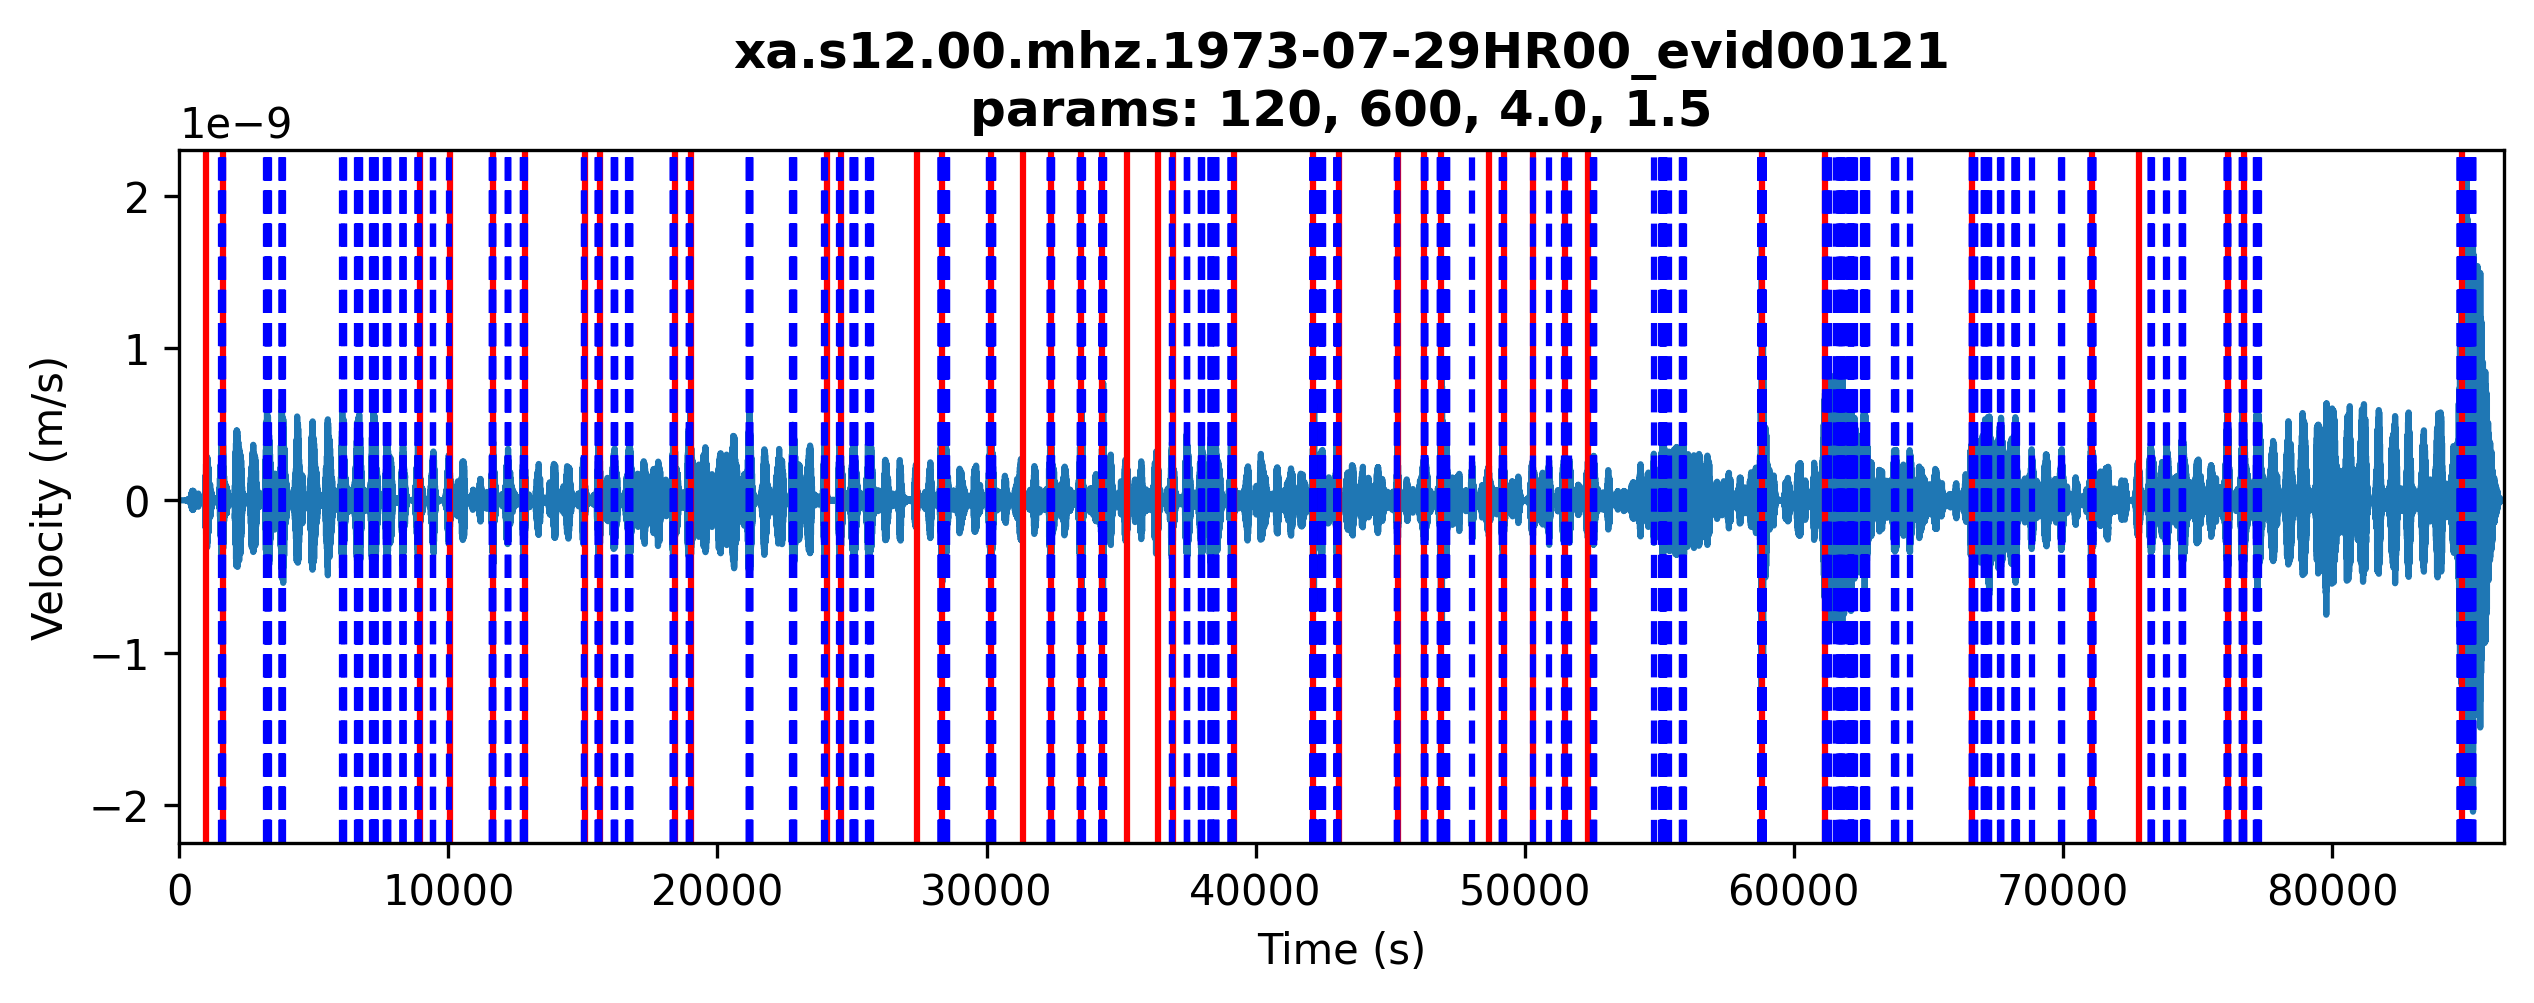 xa.s12.00.mhz.1973-07-29HR00_evid00121
params: 120, 600, 4.0, 1.5
1e−9
2
1
0
−1
−2
Velocity (m/s)
0 10000 20000 30000 40000 50000 60000 70000 80000
Time (s)